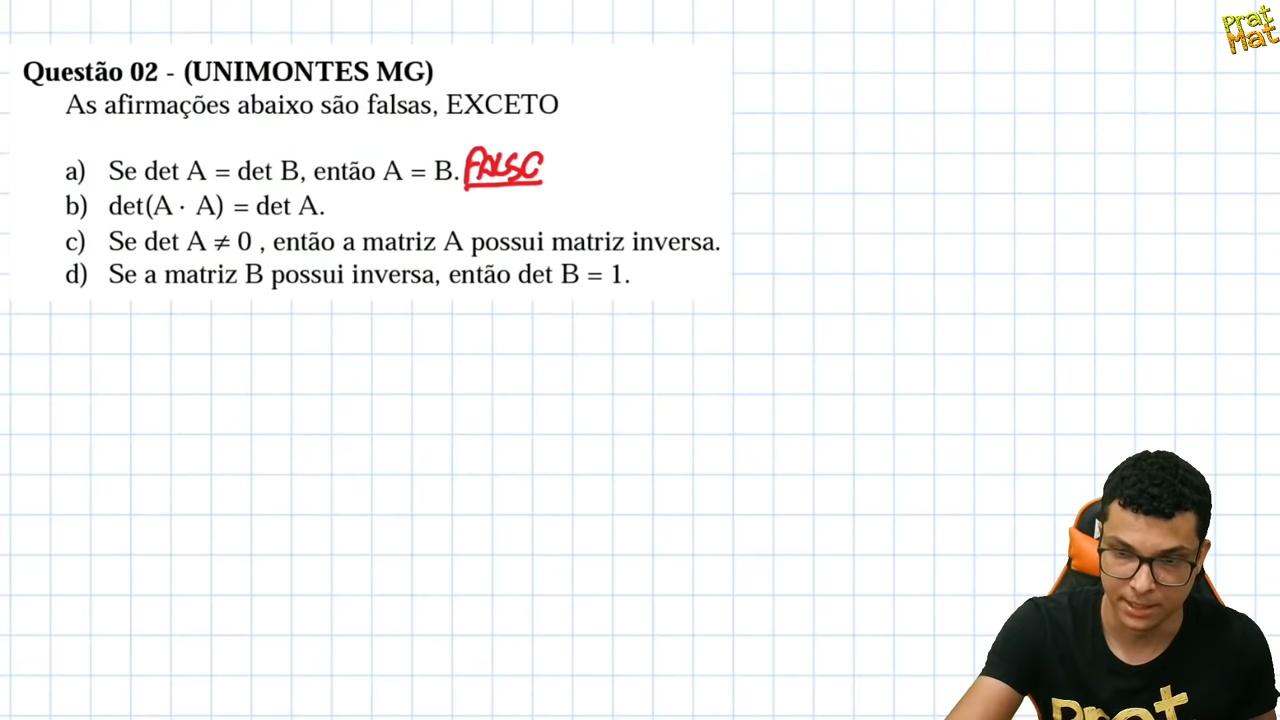 Prat
Mat
Questão 02 - (UNIMONTES MG)
As afirmações abaixo são falsas, EXCETO
a) Se det A = det B, então A = B. FALSO
b) det(A · A) = det A.
c) Se det A ≠ 0 , então a matriz A possui matriz inversa.
d) Se a matriz B possui inversa, então det B = 1.
Prat